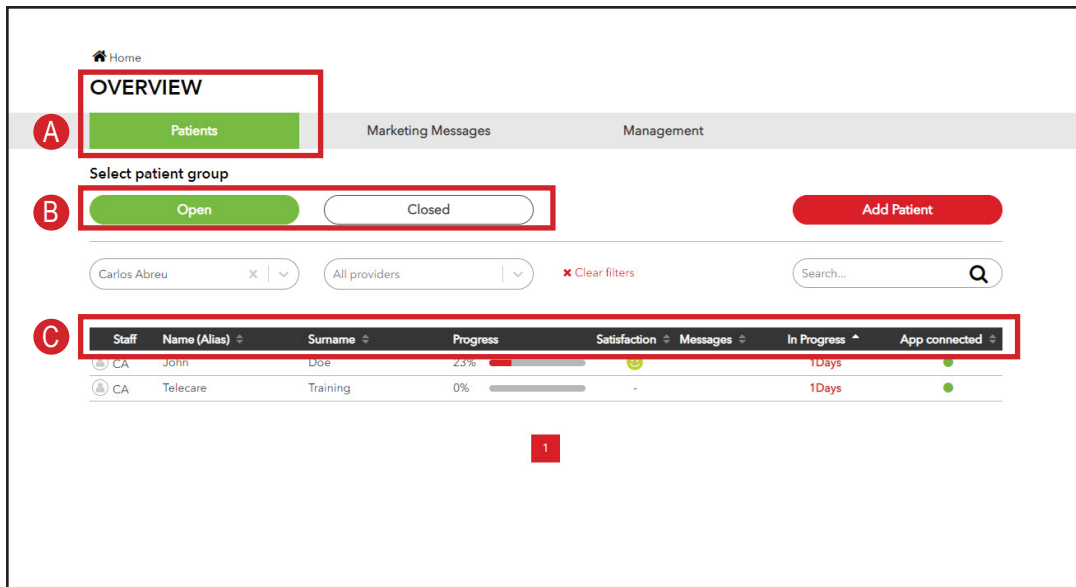 Home
OVERVIEW
A Patients Marketing Messages Management
Select patient group
B Open Closed Add Patient
Carlos Abreu All providers Clear filters Search...
C Staff Name (Alias) Surname Progress Satisfaction Messages In Progress App connected
CA John Doe 23% 1Days
CA Telecare Training 0% - 1Days
1